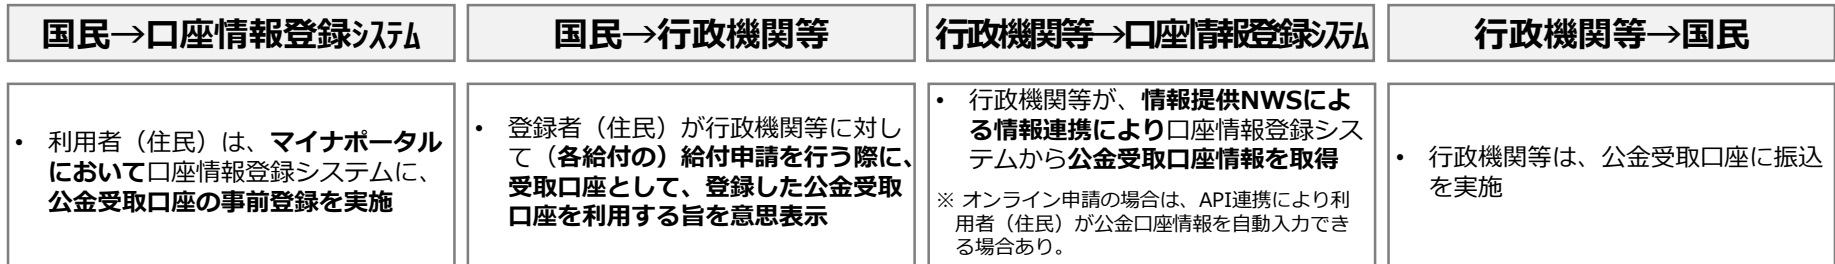 国民→口座情報登録ｼｽﾃﾑ
国民→行政機関等
行政機関等→口座情報登録ｼｽﾃﾑ
行政機関等→国民
• 利用者（住民）は、マイナポータル
において口座情報登録システムに、
公金受取口座の事前登録を実施
• 登録者（住民）が行政機関等に対し
て（各給付の）給付申請を行う際に、
受取口座として、登録した公金受取
口座を利用する旨を意思表示
• 行政機関等が、情報提供NWSによ
る情報連携により口座情報登録シス
テムから公金受取口座情報を取得
※ オンライン申請の場合は、API連携により利
用者（住民）が公金口座情報を自動入力でき
る場合あり。
• 行政機関等は、公金受取口座に振込
を実施